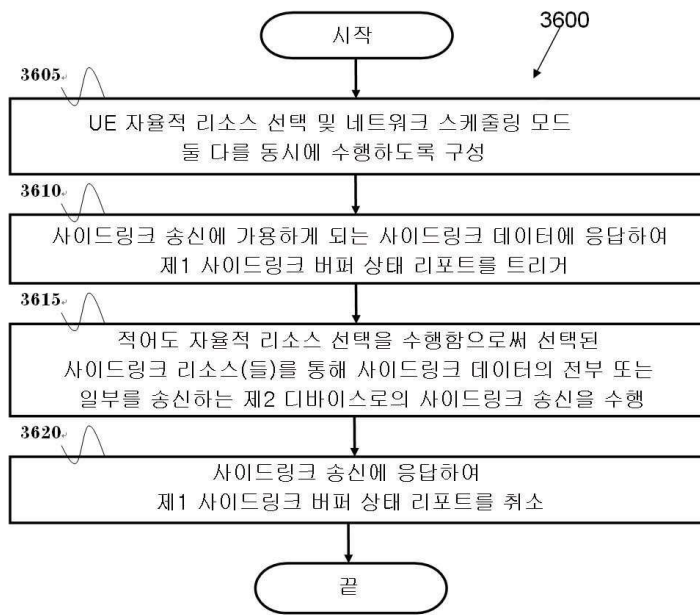 시작
3600
3605
UE 자율적 리소스 선택 및 네트워크 스케줄링 모드
둘 다를 동시에 수행하도록 구성
3610
사이드링크 송신에 가용하게 되는 사이드링크 데이터에 응답하여
제1 사이드링크 버퍼 상태 리포트를 트리거
3615
적어도 자율적 리소스 선택을 수행함으로써 선택된
사이드링크 리소스(들)를 통해 사이드링크 데이터의 전부 또는
일부를 송신하는 제2 디바이스로의 사이드링크 송신을 수행
3620
사이드링크 송신에 응답하여
제1 사이드링크 버퍼 상태 리포트를 취소
끝